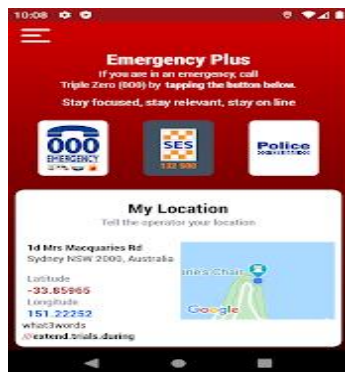 10:08
Emergency Plus
If you are in an emergency, call
Triple Zero (000) by tapping the button below.
Stay focused, stay relevant, stay on line
000
EMERGENCY
SES
132 500
Police
My Location
Tell the operator your location
1d Mrs Macquaries Rd
Sydney NSW 2000, Australia
Latitude
-33.85965
Longitude
151.22252
what3words
///extend.trials.during
Chair
Google